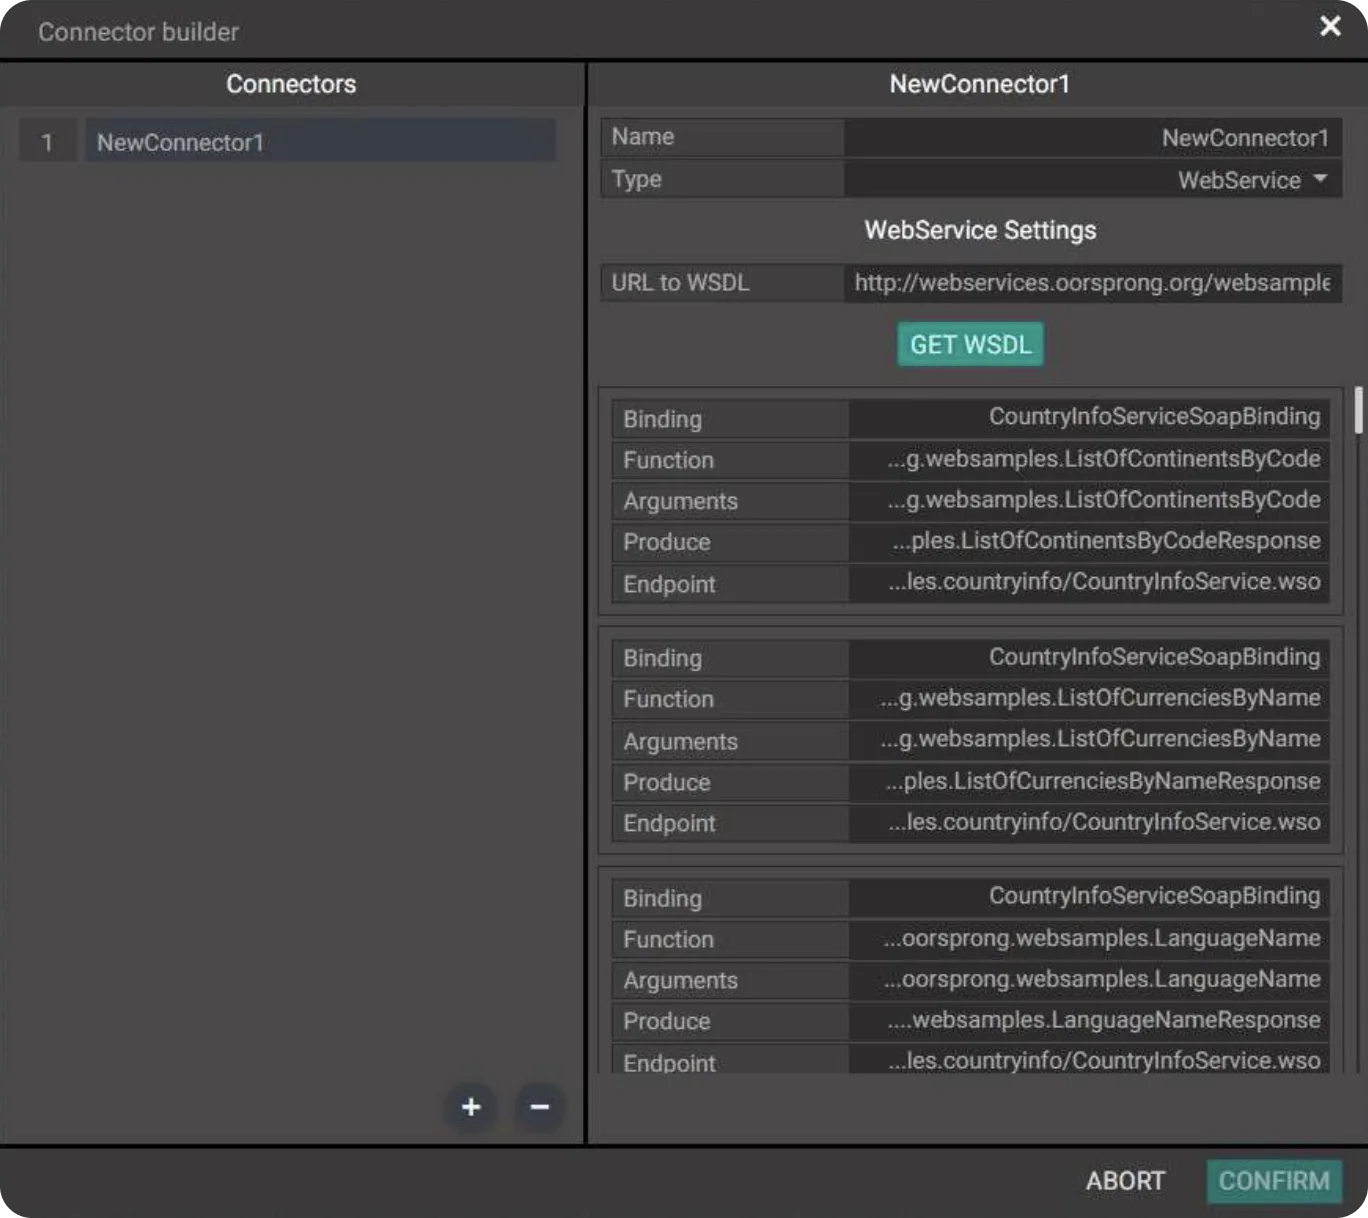 Connector builder
Connectors
1 NewConnector1
NewConnector1
Name NewConnector1
Type WebService
WebService Settings
URL to WSDL http://webservices.oorsprong.org/websample
GET WSDL
Binding CountryInfoServiceSoapBinding
Function ...g.websamples.ListOfContinentsByCode
Arguments ...g.websamples.ListOfContinentsByCode
Produce ...ples.ListOfContinentsByCodeResponse
Endpoint ...les.countryinfo/CountryInfoService.wso
Binding CountryInfoServiceSoapBinding
Function ...g.websamples.ListOfCurrenciesByName
Arguments ...g.websamples.ListOfCurrenciesByName
Produce ...ples.ListOfCurrenciesByNameResponse
Endpoint ...les.countryinfo/CountryInfoService.wso
Binding CountryInfoServiceSoapBinding
Function ...oorsprong.websamples.LanguageName
Arguments ...oorsprong.websamples.LanguageName
Produce ....websamples.LanguageNameResponse
Endpoint ...les.countryinfo/CountryInfoService.wso
ABORT CONFIRM